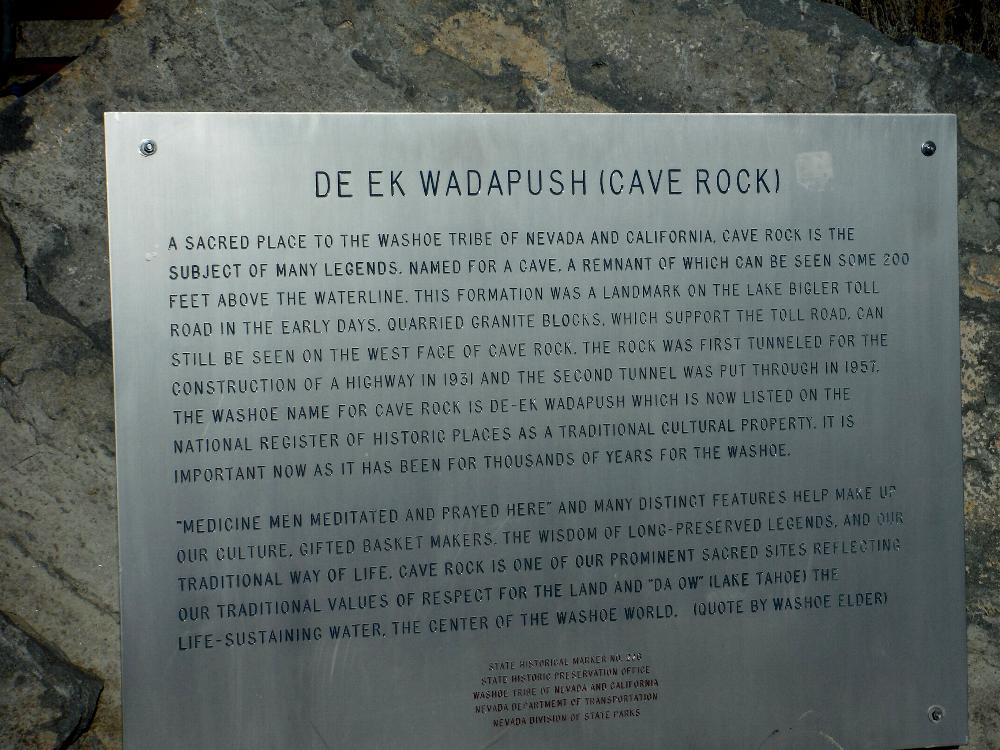 DE EK WADAPUSH (CAVE ROCK)
A SACRED PLACE TO THE WASHOE TRIBE OF NEVADA AND CALIFORNIA, CAVE ROCK IS THE
SUBJECT OF MANY LEGENDS. NAMED FOR A CAVE, A REMNANT OF WHICH CAN BE SEEN SOME 200
FEET ABOVE THE WATERLINE. THIS FORMATION WAS A LANDMARK ON THE LAKE BIGLER TOLL
ROAD IN THE EARLY DAYS. QUARRIED GRANITE BLOCKS, WHICH SUPPORT THE TOLL ROAD, CAN
STILL BE SEEN ON THE WEST FACE OF CAVE ROCK. THE ROCK WAS FIRST TUNNELED FOR THE
CONSTRUCTION OF A HIGHWAY IN 1931 AND THE SECOND TUNNEL WAS PUT THROUGH IN 1957.
THE WASHOE NAME FOR CAVE ROCK IS DE-EK WADAPUSH WHICH IS NOW LISTED ON THE
NATIONAL REGISTER OF HISTORIC PLACES AS A TRADITIONAL CULTURAL PROPERTY. IT IS
IMPORTANT NOW AS IT HAS BEEN FOR THOUSANDS OF YEARS FOR THE WASHOE.
"MEDICINE MEN MEDITATED AND PRAYED HERE" AND MANY DISTINCT FEATURES HELP MAKE UP
OUR CULTURE, GIFTED BASKET MAKERS, THE WISDOM OF LONG-PRESERVED LEGENDS, AND OUR
TRADITIONAL WAY OF LIFE. CAVE ROCK IS ONE OF OUR PROMINENT SACRED SITES REFLECTING
OUR TRADITIONAL VALUES OF RESPECT FOR THE LAND AND "DA OW" (LAKE TAHOE) THE
LIFE-SUSTAINING WATER, THE CENTER OF THE WASHOE WORLD. (QUOTE BY WASHOE ELDER)
STATE HISTORICAL MARKER NO.
STATE HISTORIC PRESERVATION OFFICE
WASHOE TRIBE OF NEVADA AND CALIFORNIA
NEVADA DEPARTMENT OF TRANSPORTATION
NEVADA DIVISION OF STATE PARKS